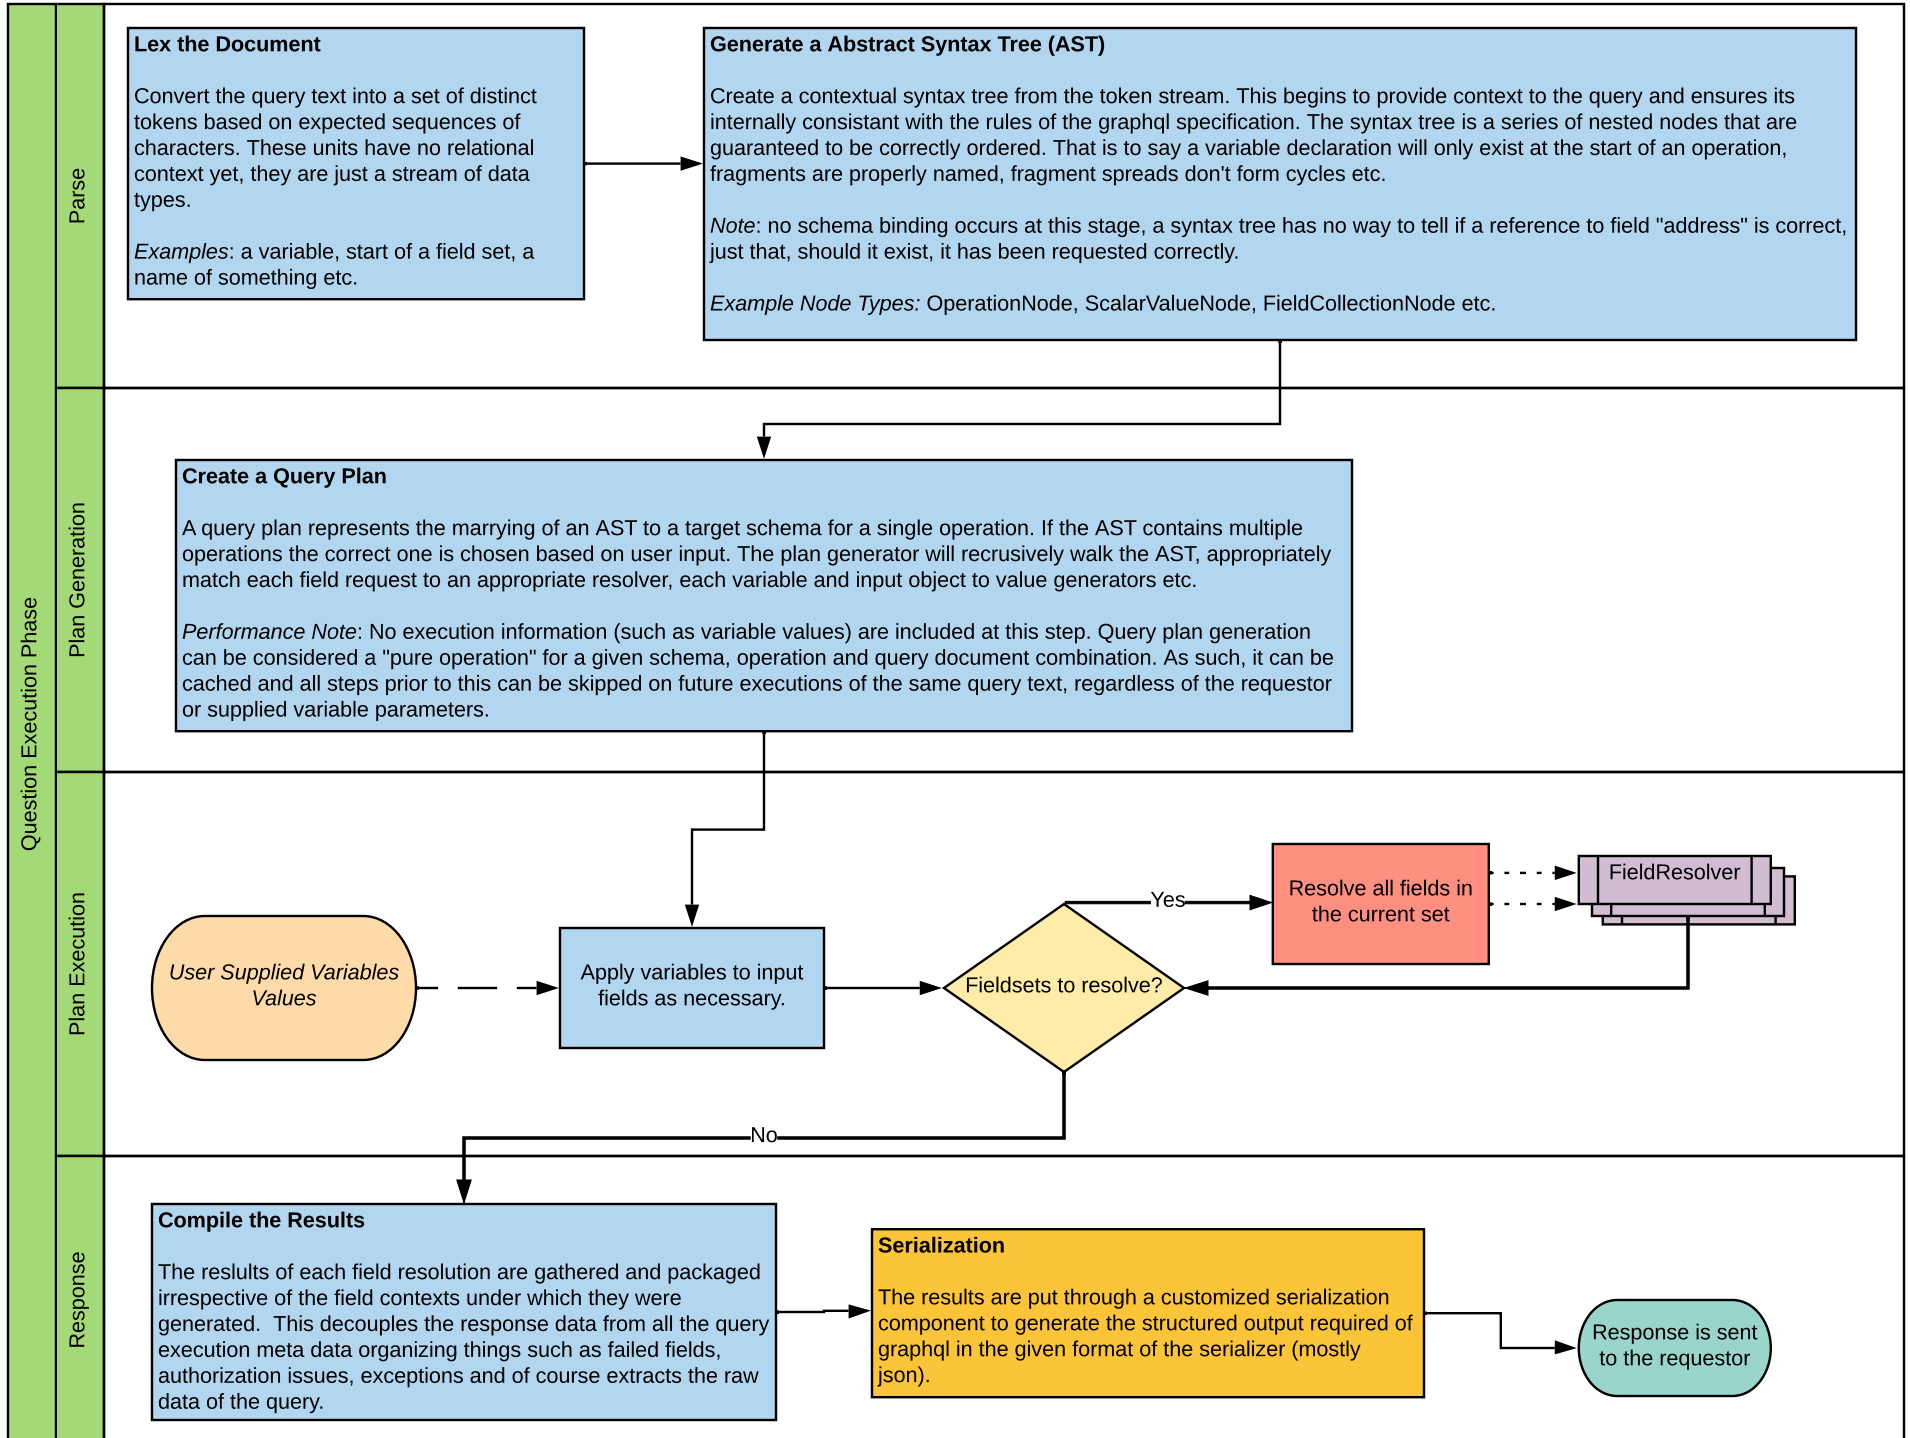 Question Execution Phase
Parse
Lex the Document
Convert the query text into a set of distinct
tokens based on expected sequences of
characters. These units have no relational
context yet, they are just a stream of data
types.
Examples: a variable, start of a field set, a
name of something etc.
Generate a Abstract Syntax Tree (AST)
Create a contextual syntax tree from the token stream. This begins to provide context to the query and ensures its
internally consistant with the rules of the graphql specification. The syntax tree is a series of nested nodes that are
guaranteed to be correctly ordered. That is to say a variable declaration will only exist at the start of an operation,
fragments are properly named, fragment spreads don't form cycles etc.
Note: no schema binding occurs at this stage, a syntax tree has no way to tell if a reference to field "address" is correct,
just that, should it exist, it has been requested correctly.
Example Node Types: OperationNode, ScalarValueNode, FieldCollectionNode etc.
Plan Generation
Create a Query Plan
A query plan represents the marrying of an AST to a target schema for a single operation. If the AST contains multiple
operations the correct one is chosen based on user input. The plan generator will recrusively walk the AST, appropriately
match each field request to an appropriate resolver, each variable and input object to value generators etc.
Performance Note: No execution information (such as variable values) are included at this step. Query plan generation
can be considered a "pure operation" for a given schema, operation and query document combination. As such, it can be
cached and all steps prior to this can be skipped on future executions of the same query text, regardless of the requestor
or supplied variable parameters.
Plan Execution
User Supplied Variables
Values
Apply variables to input
fields as necessary.
Fieldsets to resolve?
Yes
Resolve all fields in
the current set
FieldResolver
No
Response
Compile the Results
The reslults of each field resolution are gathered and packaged
irrespective of the field contexts under which they were
generated.  This decouples the response data from all the query
execution meta data organizing things such as failed fields,
authorization issues, exceptions and of course extracts the raw
data of the query.
Serialization
The results are put through a customized serialization
component to generate the structured output required of
graphql in the given format of the serializer (mostly
json).
Response is sent
to the requestor